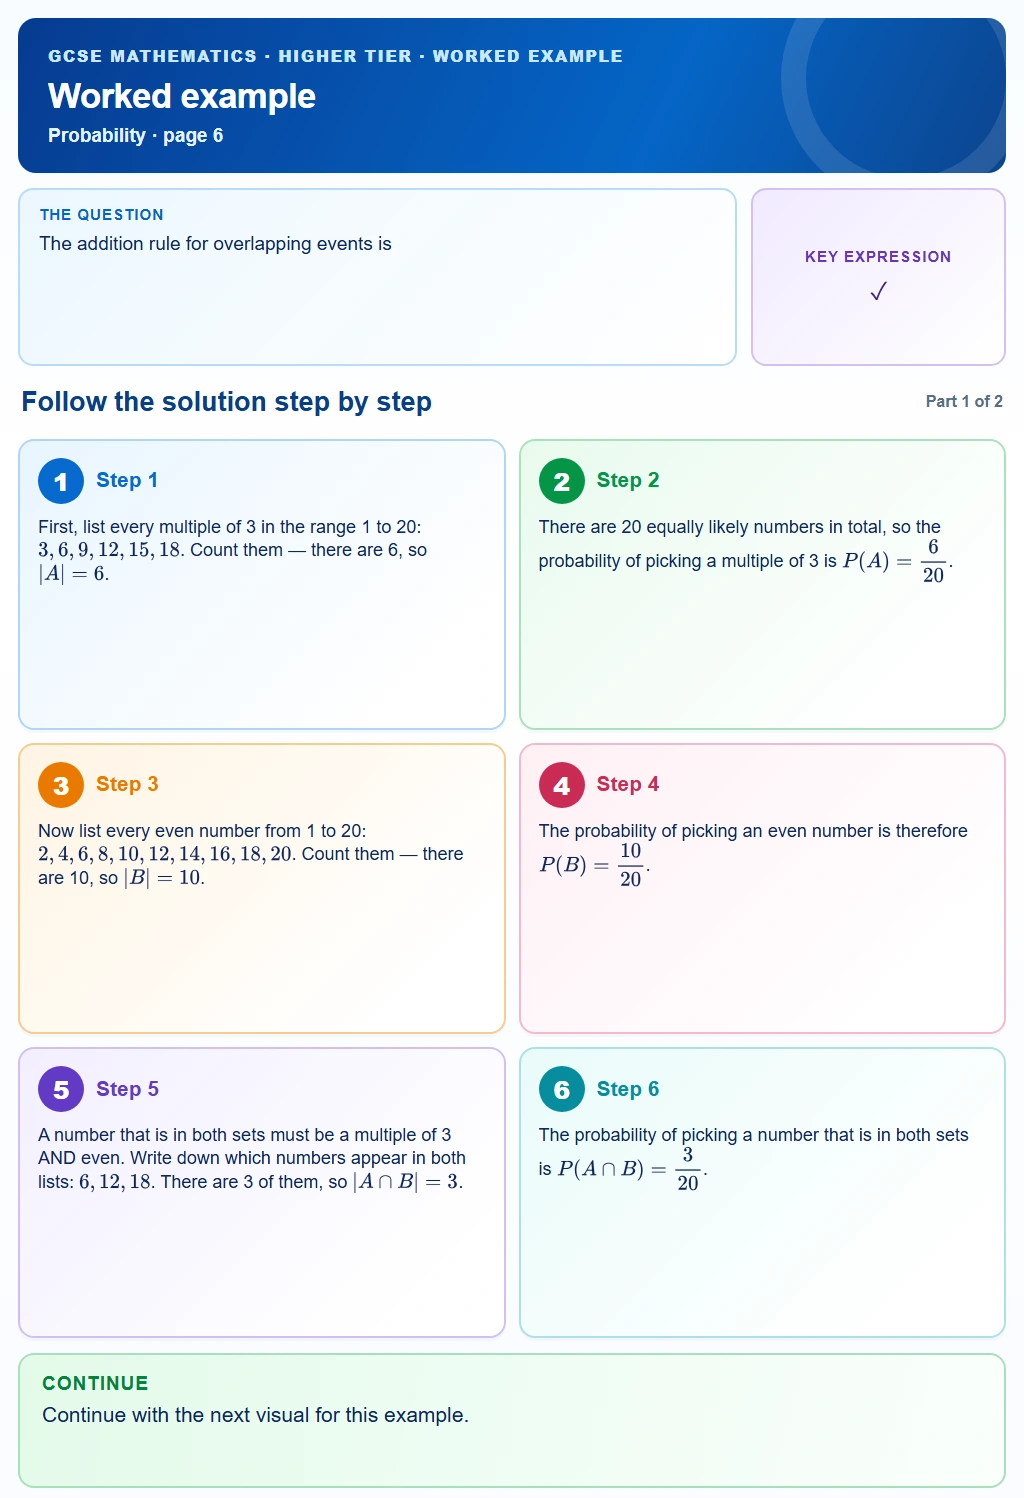 GCSE MATHEMATICS · HIGHER TIER · WORKED EXAMPLE
Worked example
Probability · page 6
THE QUESTION
The addition rule for overlapping events is
KEY EXPRESSION
✓
Follow the solution step by step
Part 1 of 2
1 Step 1
First, list every multiple of 3 in the range 1 to 20:
3, 6, 9, 12, 15, 18. Count them — there are 6, so
|A| = 6.
2 Step 2
There are 20 equally likely numbers in total, so the
probability of picking a multiple of 3 is P(A) = 6/20.
3 Step 3
Now list every even number from 1 to 20:
2, 4, 6, 8, 10, 12, 14, 16, 18, 20. Count them — there
are 10, so |B| = 10.
4 Step 4
The probability of picking an even number is therefore
P(B) = 10/20.
5 Step 5
A number that is in both sets must be a multiple of 3
AND even. Write down which numbers appear in both
lists: 6, 12, 18. There are 3 of them, so |A ∩ B| = 3.
6 Step 6
The probability of picking a number that is in both sets
is P(A ∩ B) = 3/20.
CONTINUE
Continue with the next visual for this example.